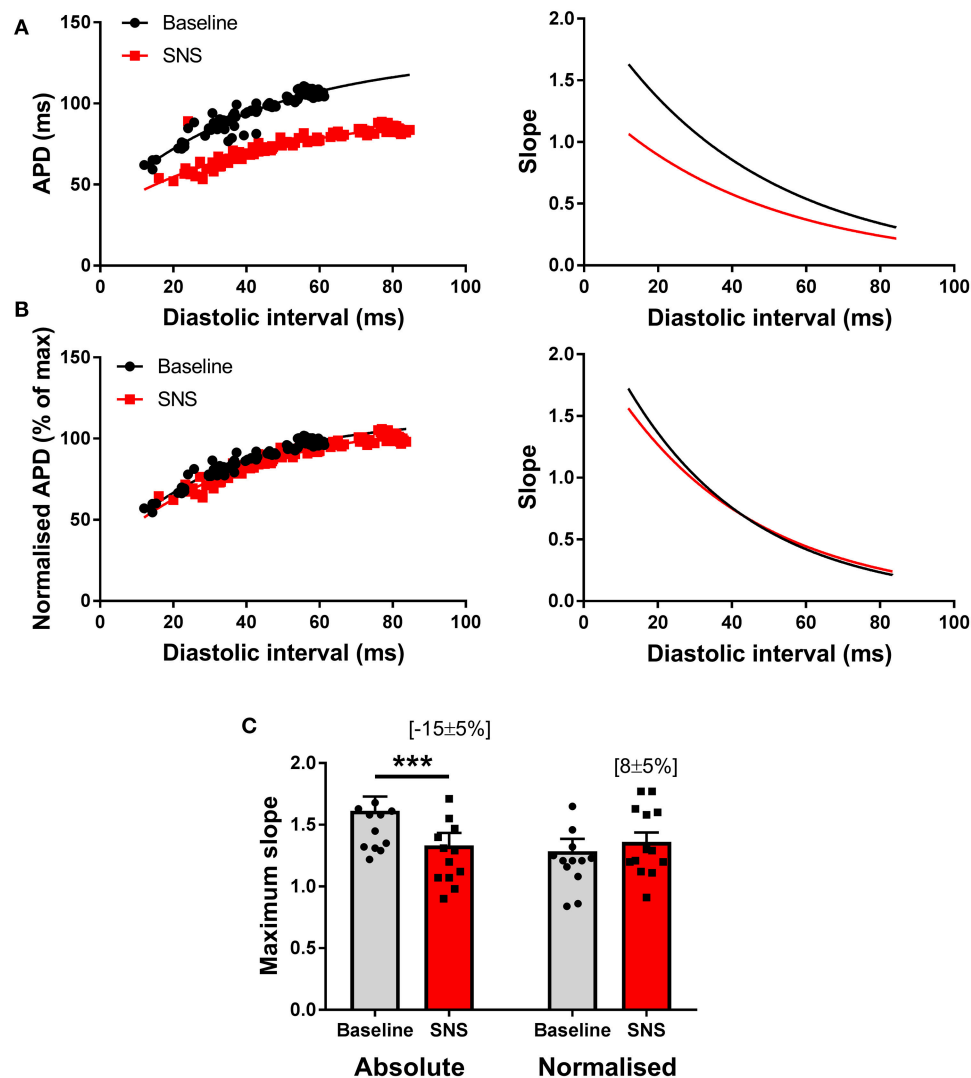 A
150
100
50
0
APD (ms)
Baseline
SNS
0 20 40 60 80 100
Diastolic interval (ms)
2.0
1.5
1.0
0.5
0.0
Slope
0 20 40 60 80 100
Diastolic interval (ms)
B
150
100
50
0
Normalised APD (% of max)
Baseline
SNS
0 20 40 60 80 100
Diastolic interval (ms)
2.0
1.5
1.0
0.5
0.0
Slope
0 20 40 60 80 100
Diastolic interval (ms)
C
[-15±5%]
***
[8±5%]
2.0
1.5
1.0
0.5
0.0
Maximum slope
Baseline SNS Baseline SNS
Absolute Normalised